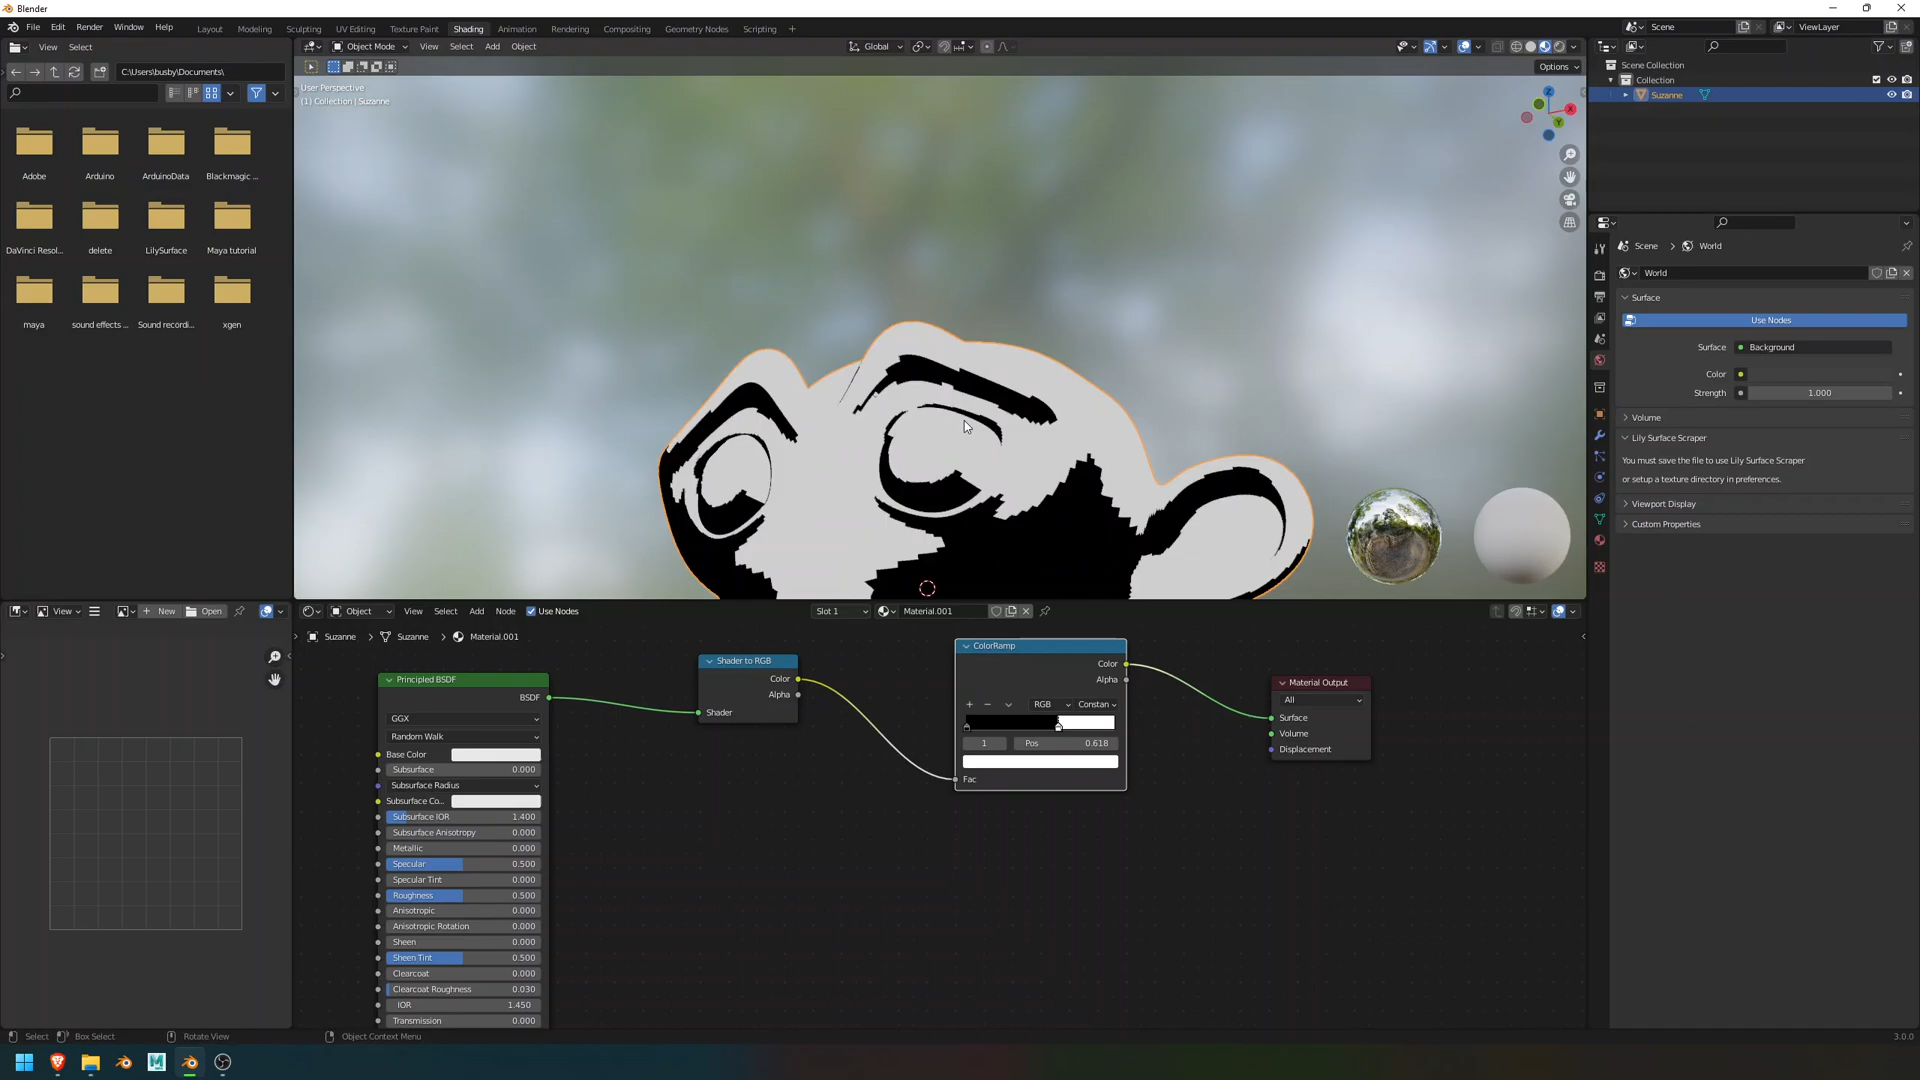 Blender
File Edit Render Window Help
Layout Modeling Sculpting UV Editing Texture Paint Shading Animation Rendering Compositing Geometry Nodes Scripting +
Scene
ViewLayer
View Select
Object Mode View Select Add Object
Global
C:\Users\busby\Documents\
Options
User Perspective
(1) Collection | Suzanne
Adobe Arduino ArduinoData Blackmagic ...
DaVinci Resol... delete LilySurface Maya tutorial
maya sound effects ... Sound recordi... xgen
Z
X
Y
Scene Collection
Collection
Suzanne
Scene > World
World
Surface
Use Nodes
Surface Background
Color
Strength 1.000
Volume
Lily Surface Scraper
You must save the file to use Lily Surface Scraper
or setup a texture directory in preferences.
Viewport Display
Custom Properties
View New Open
Object View Select Add Node Use Nodes Slot 1 Material.001
Suzanne > Suzanne > Material.001
Principled BSDF
BSDF
GGX
Random Walk
Base Color
Subsurface 0.000
Subsurface Radius
Subsurface Co...
Subsurface IOR 1.400
Subsurface Anisotropy 0.000
Metallic 0.000
Specular 0.500
Specular Tint 0.000
Roughness 0.500
Anisotropic 0.000
Anisotropic Rotation 0.000
Sheen 0.000
Sheen Tint 0.500
Clearcoat 0.000
Clearcoat Roughness 0.030
IOR 1.450
Transmission 0.000
Shader to RGB
Color
Alpha
Shader
ColorRamp
Color
Alpha
RGB Constan
1 Pos 0.618
Fac
Material Output
All
Surface
Volume
Displacement
Select Box Select Rotate View Object Context Menu 3.0.0